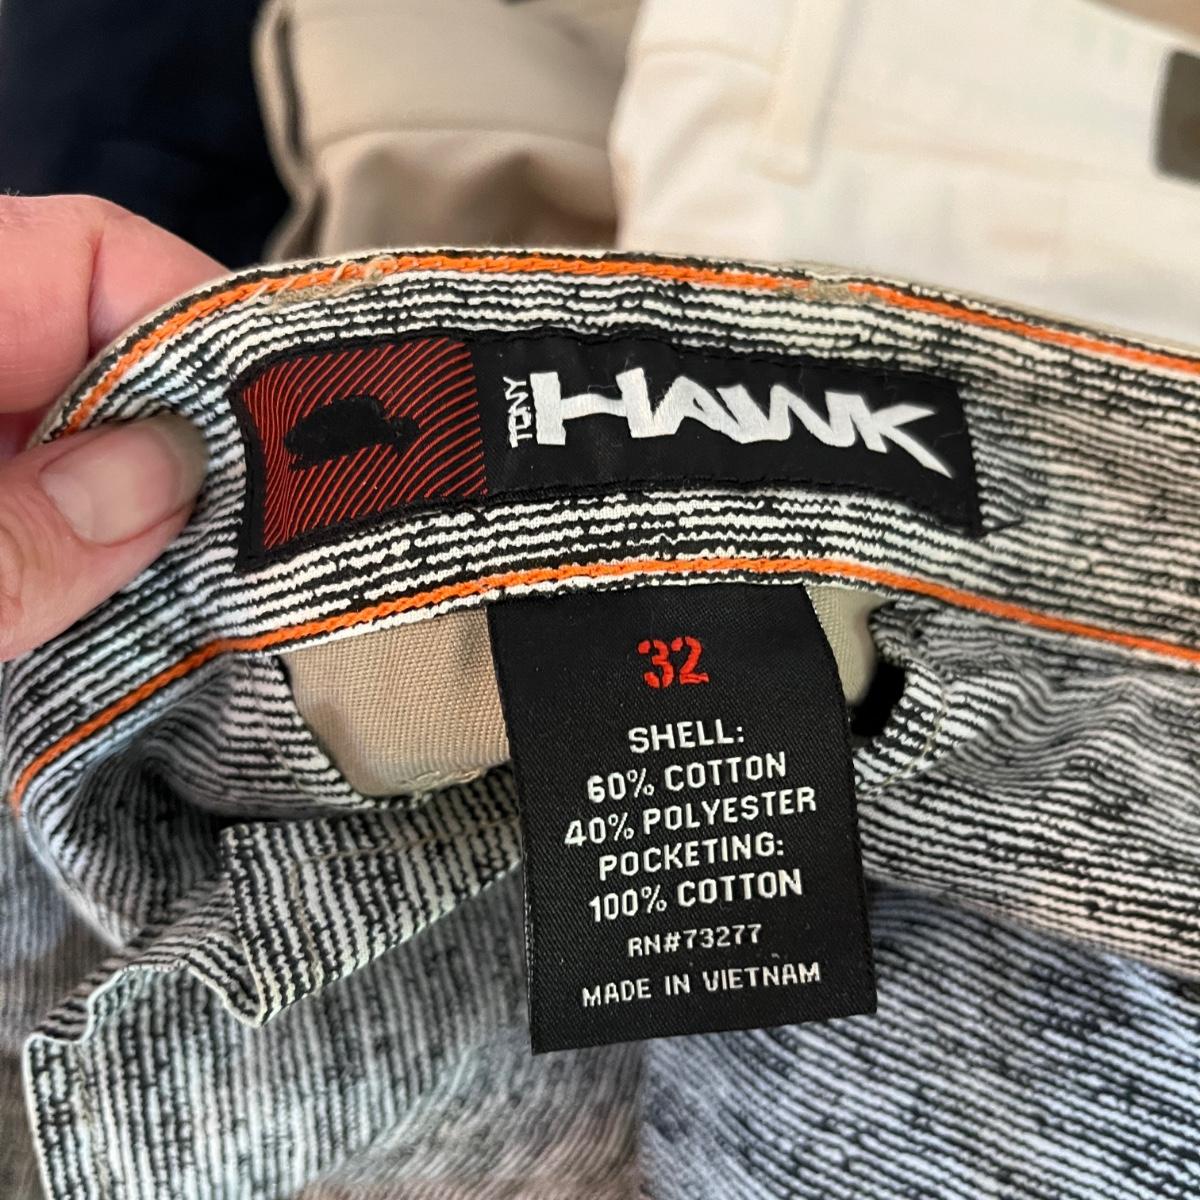 TONY HAWK
32
SHELL:
60% COTTON
40% POLYESTER
POCKETING:
100% COTTON
RN#73277
MADE IN VIETNAM